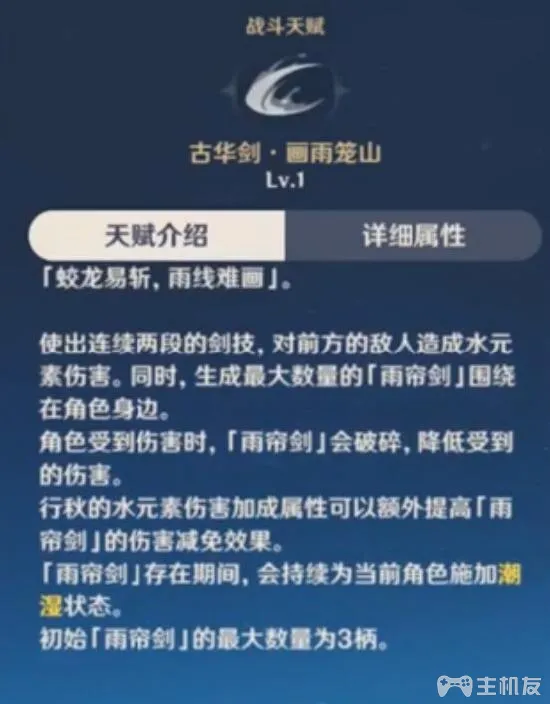 战斗天赋
古华剑·画雨笼山
Lv.1
天赋介绍 详细属性
「蛟龙易斩，雨线难画」。
使出连续两段的剑技，对前方的敌人造成水元
素伤害。同时，生成最大数量的「雨帘剑」围绕
在角色身边。
角色受到伤害时，「雨帘剑」会破碎，降低受到
的伤害。
行秋的水元素伤害加成属性可以额外提高「雨
帘剑」的伤害减免效果。
「雨帘剑」存在期间，会持续为当前角色施加潮
湿状态。
初始「雨帘剑」的最大数量为3柄。
主机友